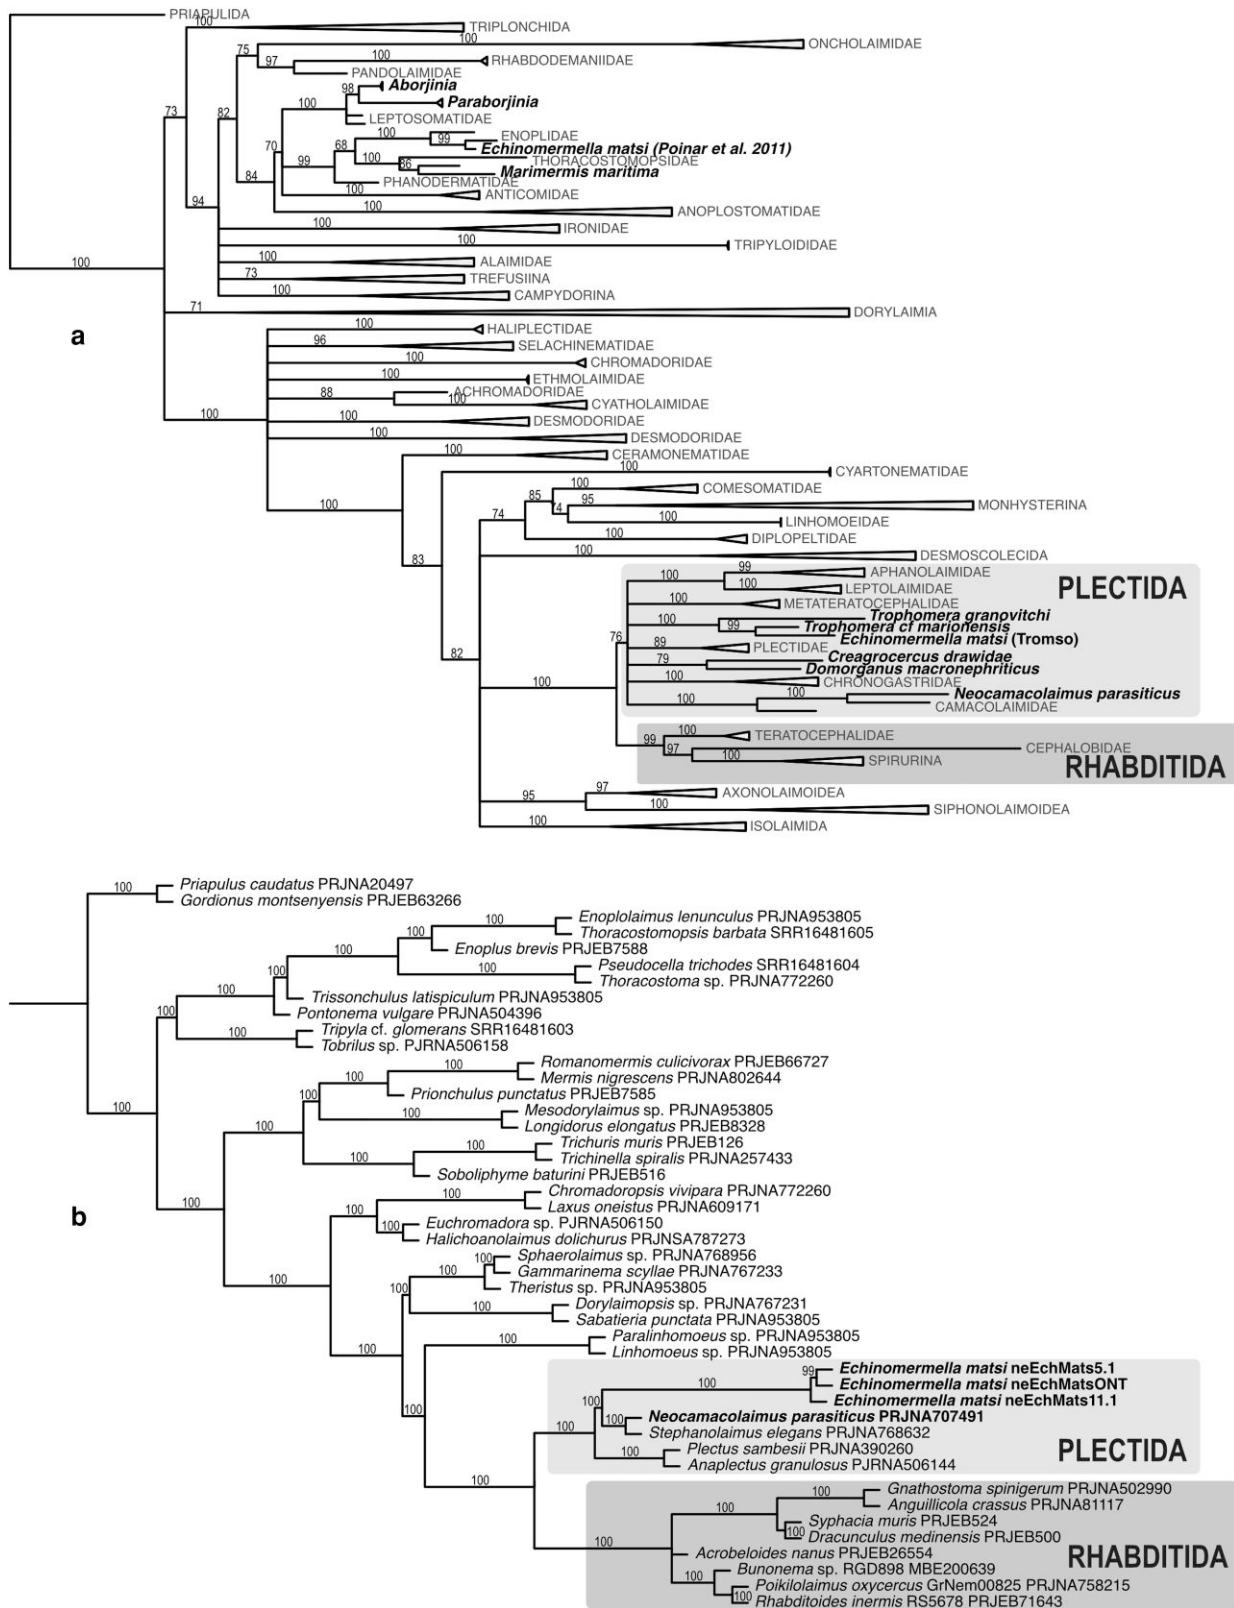 PRIAPULIDA
100
TRIPLONCHIDA
100
ONCHOLAIMIDAE
75
100
RHABDODEMANIIDAE
97
PANDOLAIMIDAE
98
Aborjinia
Paraborjinia
100
73
82
LEPTOSOMATIDAE
100
ENOPLIDAE
99
68
Echinomermella matsi (Poinar et al. 2011)
70
100
THORACOSTOMOPSIDAE
99
86
Marimermis maritima
84
PHANODERMATIDAE
100
ANTICOMIDAE
94
100
ANOPLOSTOMATIDAE
100
IRONIDAE
100
TRIPYLOIDIDAE
100
100
ALAIMIDAE
73
TREFUSIINA
100
CAMPYDORINA
71
DORYLAIMIA
a
100
HALIPLECTIDAE
96
SELACHINEMATIDAE
100
CHROMADORIDAE
100
ETHMOLAIMIDAE
88
ACHROMADORIDAE
100
CYATHOLAIMIDAE
100
100
DESMODORIDAE
100
DESMODORIDAE
100
CERAMONEMATIDAE
100
CYARTONEMATIDAE
100
COMESOMATIDAE
85
95
MONHYSTERINA
100
74
74
100
LINHOMOEIDAE
100
DIPLOPELTIDAE
83
100
DESMOSCOLECIDA
99
APHANOLAIMIDAE
PLECTIDA
100
100
LEPTOLAIMIDAE
100
METATERATOCEPHALIDAE
Trophomera granovitchi
100
99
Trophomera cf marionensis
76
Echinomermella matsi (Tromso)
89
PLECTIDAE
82
79
Creagrocercus drawidae
Domorganus macronephriticus
100
100
CHRONOGASTRIDAE
100
Neocamacolaimus parasiticus
100
CAMACOLAIMIDAE
100
TERATOCEPHALIDAE
99
97
CEPHALOBIDAE
100
SPIRURINA
RHABDITIDA
97
AXONOLAIMOIDEA
95
100
SIPHONOLAIMOIDEA
100
ISOLAIMIDA
100
Priapulus caudatus PRJNA20497
Gordionus montsenyensis PRJEB63266
Enoplolaimus lenunculus PRJNA953805
100
Thoracostomopsis barbata SRR16481605
100
Enoplus brevis PRJEB7588
100
Pseudocella trichodes SRR16481604
100
100
Thoracostoma sp. PRJNA772260
100
Trissonchulus latispiculum PRJNA953805
100
Pontonema vulgare PRJNA504396
Tripyla cf. glomerans SRR16481603
100
Tobrilus sp. PJRNA506158
Romanomermis culicivorax PRJEB66727
100
100
Mermis nigrescens PRJNA802644
Prionchulus punctatus PRJEB7585
100
100
Mesodorylaimus sp. PRJNA953805
100
Longidorus elongatus PRJEB8328
100
100
Trichuris muris PRJEB126
100
Trichinella spiralis PRJNA257433
100
Soboliphyme baturini PRJEB516
Chromadoropsis vivipara PRJNA772260
100
100
Laxus oneistus PRJNA609171
b
100
Euchromadora sp. PJRNA506150
100
Halichoanolaimus dolichurus PRJNSA787273
100
Sphaerolaimus sp. PRJNA768956
100
Gammarinema scyllae PRJNA767233
100
100
Theristus sp. PRJNA953805
Dorylaimopsis sp. PRJNA767231
100
Sabatieria punctata PRJNA953805
Paralinhomoeus sp. PRJNA953805
100
100
Linhomoeus sp. PRJNA953805
Echinomermella matsi neEchMats5.1
99
Echinomermella matsi neEchMatsONT
100
Echinomermella matsi neEchMats11.1
100
Neocamacolaimus parasiticus PRJNA707491
100
100
Stephanolaimus elegans PRJNA768632
100
Plectus sambesii PRJNA390260
100
PLECTIDA
Anaplectus granulosus PJRNA506144
100
Gnathostoma spinigerum PRJNA502990
100
Anguillicola crassus PRJNA81117
100
Syphacia muris PRJEB524
100
Dracunculus medinensis PRJEB500
100
Acrobeloides nanus PRJEB26554
RHABDITIDA
Bunonema sp. RGD898 MBE200639
100
Poikilolaimus oxycercus GrNem00825 PRJNA758215
100
Rhabditoides inermis RS5678 PRJEB71643